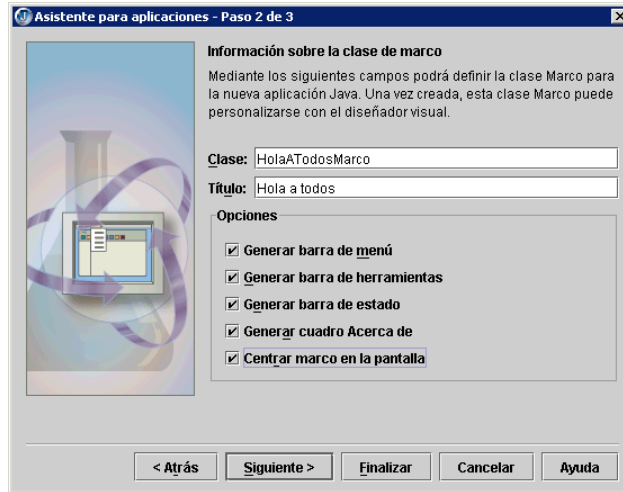 Asistente para aplicaciones - Paso 2 de 3
Información sobre la clase de marco
Mediante los siguientes campos podrá definir la clase Marco para
la nueva aplicación Java. Una vez creada, esta clase Marco puede
personalizarse con el diseñador visual.
Clase: HolaATodosMarco
Título: Hola a todos
Opciones
Generar barra de menú
Generar barra de herramientas
Generar barra de estado
Generar cuadro Acerca de
Centrar marco en la pantalla
< Atrás Siguiente > Finalizar Cancelar Ayuda